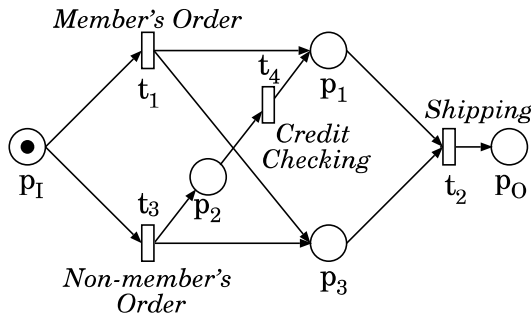 Member's Order
t1
t4
p1
Shipping
Credit
Checking
pI
t3
p2
t2
pO
p3
Non-member's
Order